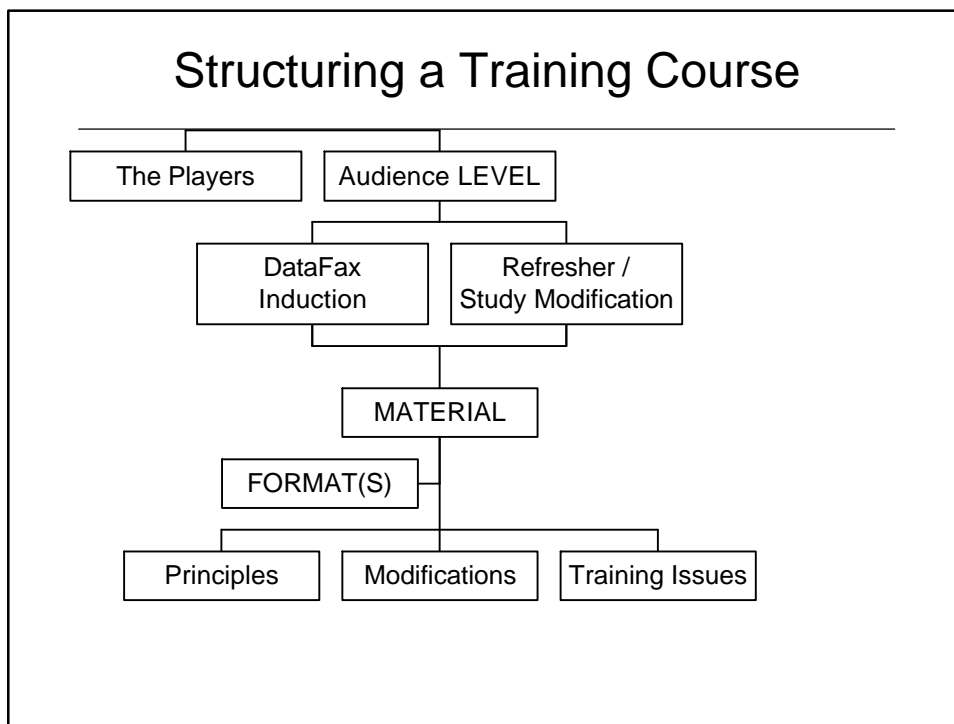 Structuring a Training Course
The Players
Audience LEVEL
DataFax
Induction
Refresher /
Study Modification
MATERIAL
FORMAT(S)
Principles
Modifications
Training Issues